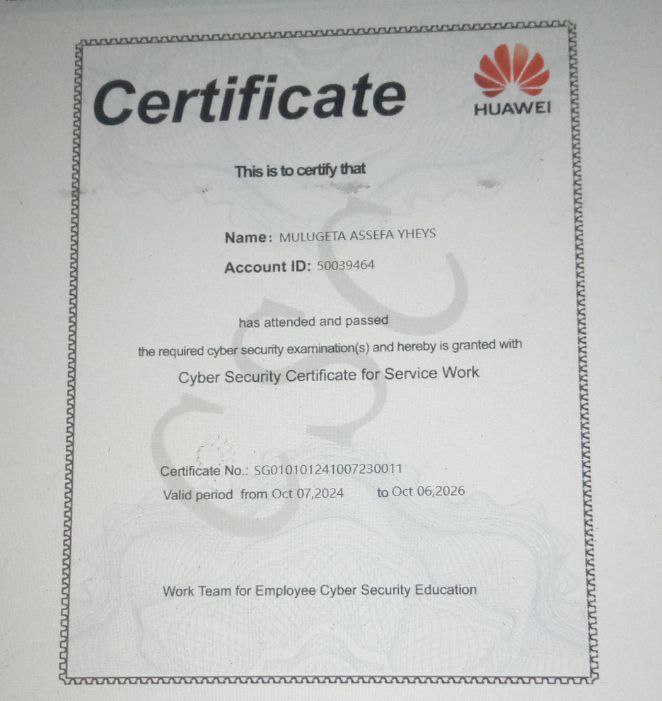 Certificate
HUAWEI
This is to certify that
Name: MULUGETA ASSEFA YHEYS
Account ID: 50039464
has attended and passed
the required cyber security examination(s) and hereby is granted with
Cyber Security Certificate for Service Work
CSC
Certificate No.: SG010101241007230011
Valid period from Oct 07,2024 to Oct 06,2026
Work Team for Employee Cyber Security Education